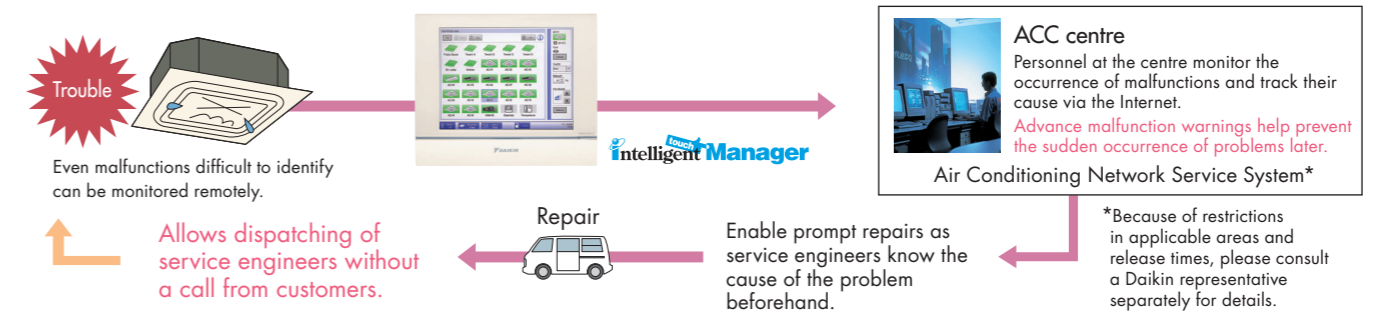 Trouble
Even malfunctions difficult to identify
can be monitored remotely.
DAIKIN
intelligent touch Manager
ACC centre
Personnel at the centre monitor the
occurrence of malfunctions and track their
cause via the Internet.
Advance malfunction warnings help prevent
the sudden occurrence of problems later.
Air Conditioning Network Service System*
*Because of restrictions
in applicable areas and
release times, please consult
a Daikin representative
separately for details.
Enable prompt repairs as
service engineers know the
cause of the problem
beforehand.
Repair
Allows dispatching of
service engineers without
a call from customers.